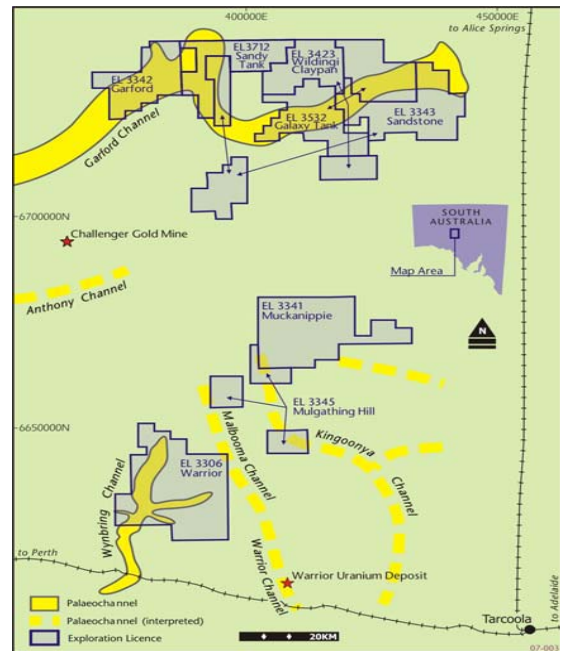 400000E
450000E
to Alice Springs
EL3712
Sandy
Tank
EL 3423
Wildingi
Claypan
EL 3342
Garford
EL 3532
Galaxy Tank
EL 3343
Sandstone
Garford Channel
6700000N
Challenger Gold Mine
SOUTH
AUSTRALIA
Map Area
Anthony Channel
N
EL 3341
Muckanippie
EL 3345
Mulgathing Hill
6650000N
Kingoonya
Channel
Malbooma Channel
EL 3306
Warrior
Wynbring Channel
Warrior Channel
to Perth
Warrior Uranium Deposit
Palaeochannel
Palaeochannel (interpreted)
Exploration Licence
20KM
Tarcoola
to Adelaide
07-003